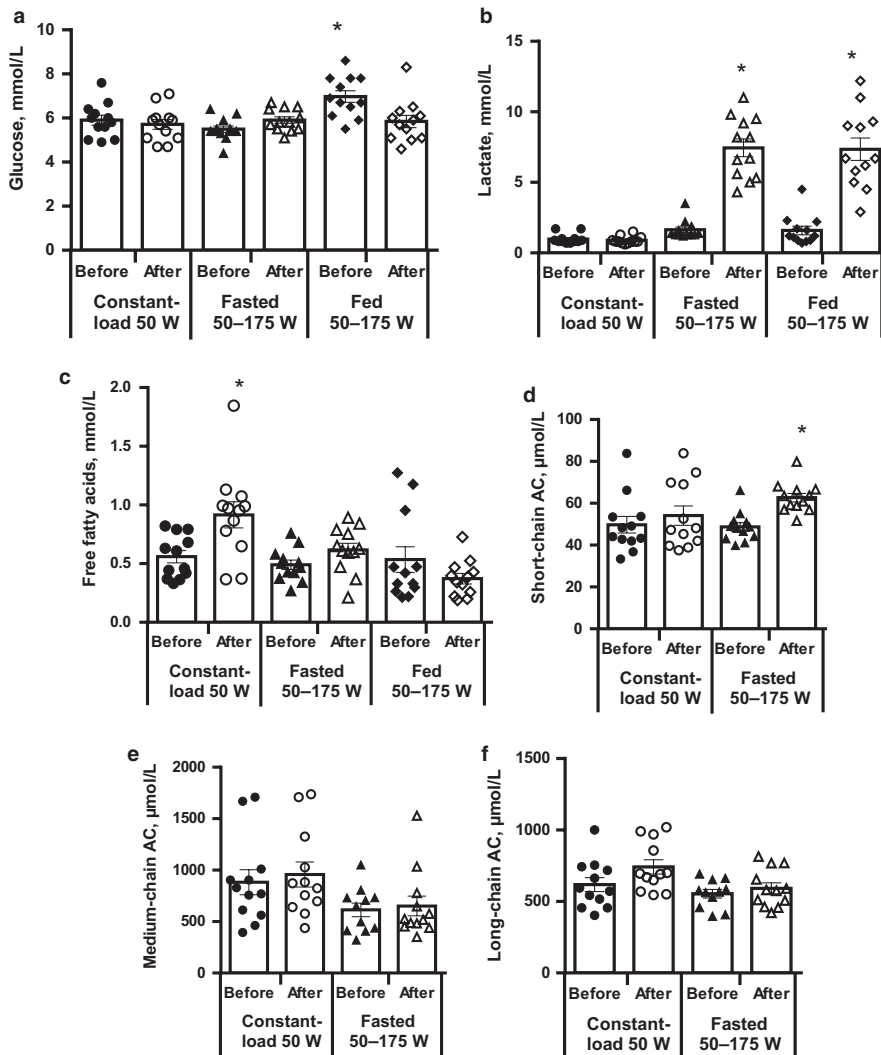 a
Glucose, mmol/L
10
8
6
4
2
0
*
Before After Before After Before After
Constant- Fasted Fed
load 50 W 50–175 W 50–175 W
b
Lactate, mmol/L
15
10
5
0
*
*
Before After Before After Before After
Constant- Fasted Fed
load 50 W 50–175 W 50–175 W
c
Free fatty acids, mmol/L
2.0
1.5
1.0
0.5
0.0
*
Before After Before After Before After
Constant- Fasted Fed
load 50 W 50–175 W 50–175 W
d
Short-chain AC, µmol/L
100
80
60
40
20
0
*
Before After Before After
Constant- Fasted
load 50 W 50–175 W
e
Medium-chain AC, µmol/L
2000
1500
1000
500
0
Before After Before After
Constant- Fasted
load 50 W 50–175 W
f
Long-chain AC, µmol/L
1500
1000
500
0
Before After Before After
Constant- Fasted
load 50 W 50–175 W